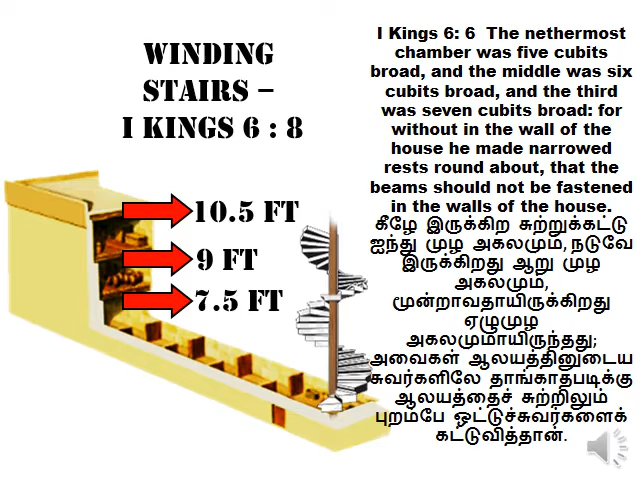 WINDING
STAIRS –
I KINGS 6 : 8
10.5 FT
9 FT
7.5 FT
I Kings 6: 6  The nethermost
chamber was five cubits
broad, and the middle was six
cubits broad, and the third
was seven cubits broad: for
without in the wall of the
house he made narrowed
rests round about, that the
beams should not be fastened
in the walls of the house.
கீழே இருக்கிற சுற்றுக்கட்டு
ஐந்து முழ அகலமும், நடுவே
இருக்கிறது ஆறு முழ
அகலமும்,
மூன்றாவதாயிருக்கிறது
ஏழுமுழ
அகலமுமாயிருந்தது;
அவைகள் ஆலயத்தினுடைய
சுவர்களிலே தாங்காதபடிக்கு
ஆலயத்தைச் சுற்றிலும்
புறம்பே ஒட்டுச்சுவர்களைக்
கட்டுவித்தான்.